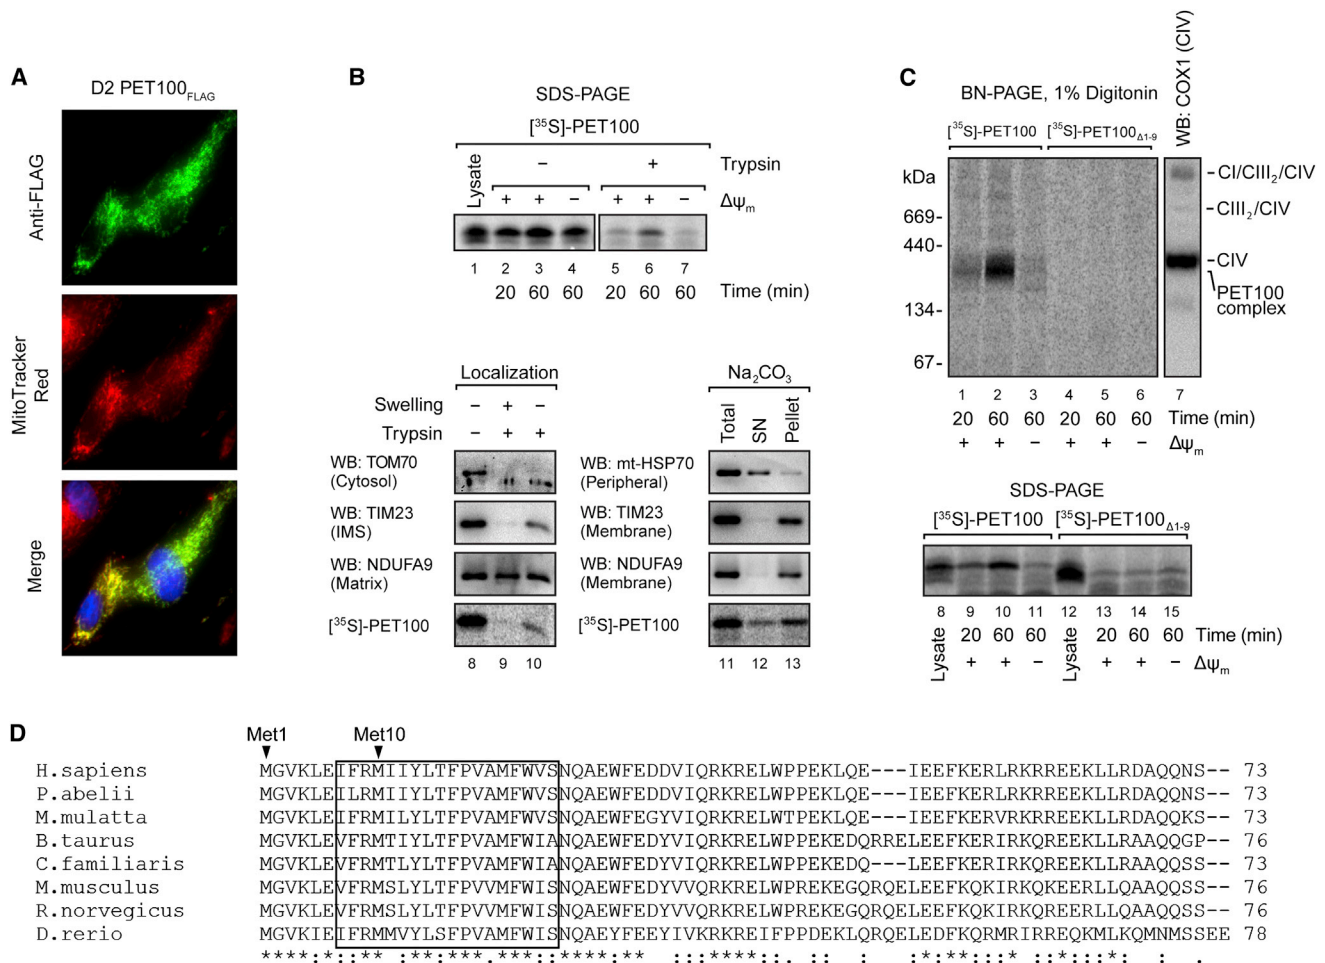 A
D2 PET100FLAG
Anti-FLAG
MitoTracker
Red
Merge
B
SDS-PAGE
[35S]-PET100
Lysate
– + Trypsin
+ + – + + – Δψm
1 2 3 4 5 6 7
20 60 60 20 60 60 Time (min)
Localization
Swelling – + –
Trypsin – + +
WB: TOM70
(Cytosol)
WB: TIM23
(IMS)
WB: NDUFA9
(Matrix)
[35S]-PET100
8 9 10
Na2CO3
Total SN Pellet
WB: mt-HSP70
(Peripheral)
WB: TIM23
(Membrane)
WB: NDUFA9
(Membrane)
[35S]-PET100
11 12 13
C
BN-PAGE, 1% Digitonin
[35S]-PET100 [35S]-PET100Δ1-9
WB: COX1 (CIV)
kDa
669-
440-
134-
67-
CI/CIII2/CIV
CIII2/CIV
CIV
PET100
complex
1 2 3 4 5 6 7
20 60 60 20 60 60 Time (min)
+ + – + + – Δψm
SDS-PAGE
[35S]-PET100 [35S]-PET100Δ1-9
8 9 10 11 12 13 14 15
Lysate 20 60 60 Lysate 20 60 60 Time (min)
+ + – + + – Δψm
D
Met1 Met10
H.sapiens MGVKLEIFRMIIYLTFPVAMFWVSNQAEWFEDDVIQRKRELWPPEKLQE---IEEFKERLRKRREEKLLRDAQQNS-- 73
P.abelii MGVKLEILRMIIYLTFPVAMFWVSNQAEWFEDDVIQRKRELWPPEKLQE---IEEFKERLRKRREEKLLRDAQQNS-- 73
M.mulatta MGVKLEIFRMIIYLTFPVAMFWVSNQAEWFEGYVIQRKRELWTPEKLQE---IEEFKERVRKRREEKLLRDAQQKS-- 73
B.taurus MGVKLEVFRMTIYLTFPVAMFWIANQAEWFEDYVIQRKRELWPPEKEDQRRELEEFKERIRKQREEKLLRAAQQGP-- 76
C.familiaris MGVKLEVFRMTLYLTFPVAMFWIANQAEWFEDYVIQRKRELWPPEKEDQ---LEEFKERIRKQREEKLLRAAQQSS-- 73
M.musculus MGVKLEVFRMSLYLTFPVVMFWISNQAEWFEDYVVQRKRELWPREKEGQRQELEEFKQKIRKQKEERLLQAAQQSS-- 76
R.norvegicus MGVKLEVFRMSLYLTFPVVMFWISNQAEWFEDYVVQRKRELWPREKEGQRQELEEFKQKIRKQKEERLLRAAEQSS-- 76
D.rerio MGVKIEIFRMMVYLSFPVAMFWISNQAEYFEEYIVKRKREIFPPDEKLQRQELEDFKQRMRIRREQKMLKQMNMSSEE 78